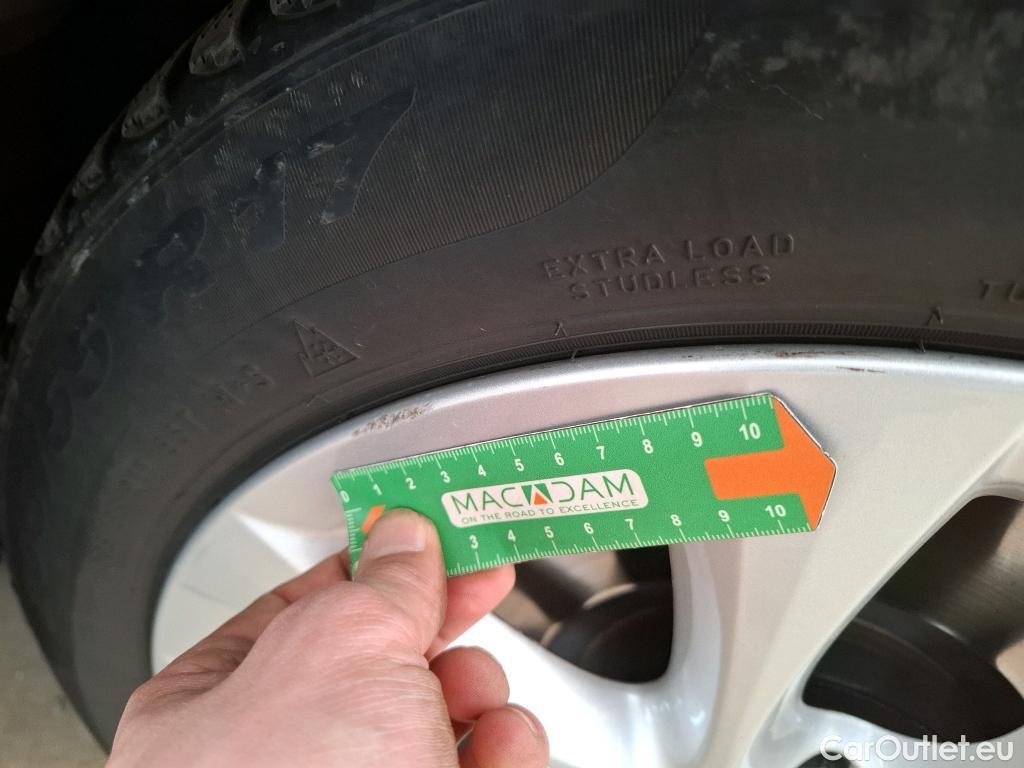 EXTRA LOAD
STUDLESS
0 1 2 3 4 5 6 7 8 9 10
MACADAM
ON THE ROAD TO EXCELLENCE
3 4 5 6 7 8 9 10
CarOutlet.eu